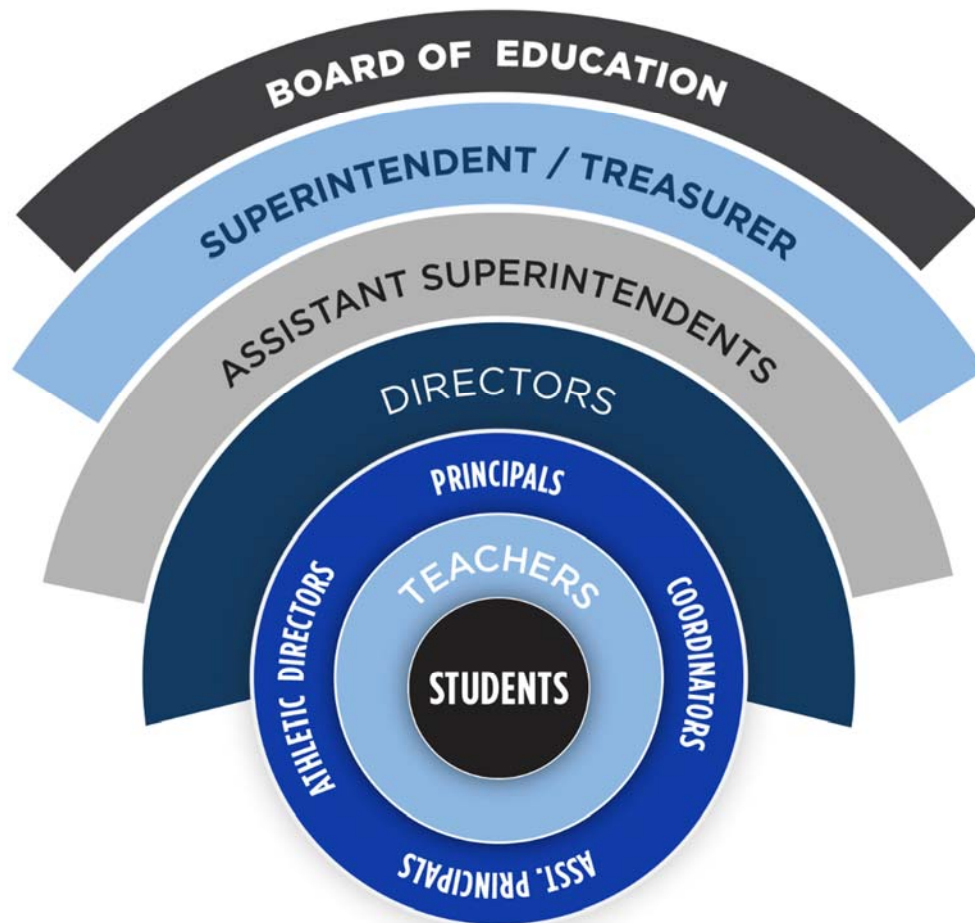 BOARD OF EDUCATION
SUPERINTENDENT / TREASURER
ASSISTANT SUPERINTENDENTS
DIRECTORS
PRINCIPALS
ATHLETIC DIRECTORS
COORDINATORS
ASST. PRINCIPALS
TEACHERS
STUDENTS